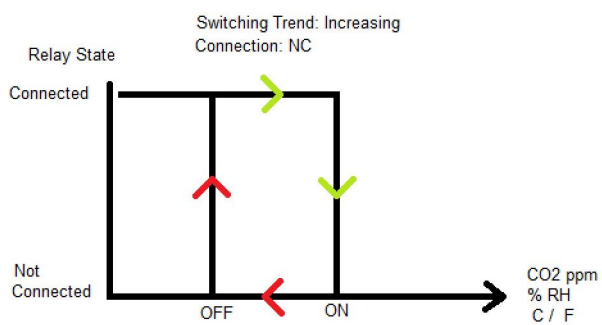 Switching Trend: Increasing
Connection: NC
Relay State
Connected
Not
Connected
OFF
ON
CO2 ppm
% RH
C / F